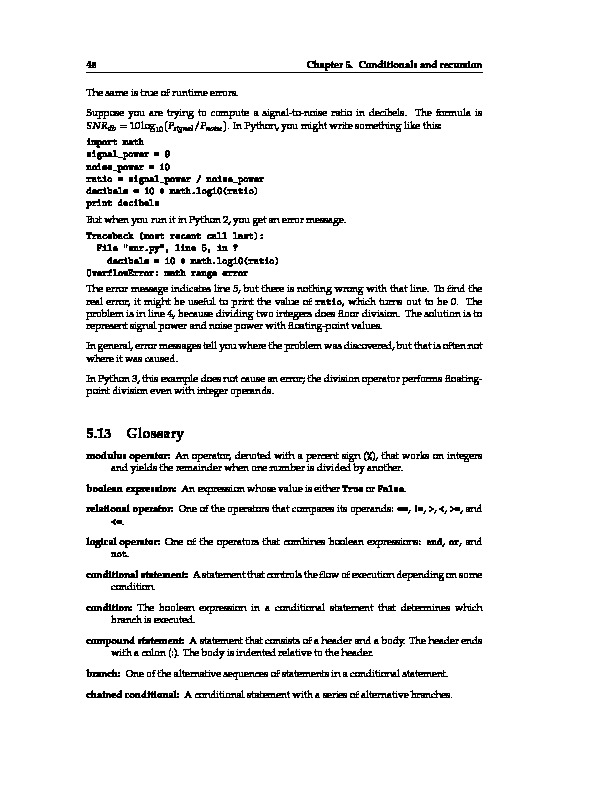 48 Chapter 5. Conditionals and recursion
The same is true of runtime errors.
Suppose you are trying to compute a signal-to-noise ratio in decibels. The formula is
SNRdb = 10 log10(Psignal/Pnoise). In Python, you might write something like this:
import math
signal_power = 9
noise_power = 10
ratio = signal_power / noise_power
decibels = 10 * math.log10(ratio)
print decibels
But when you run it in Python 2, you get an error message.
Traceback (most recent call last):
File "snr.py", line 5, in ?
decibels = 10 * math.log10(ratio)
OverflowError: math range error
The error message indicates line 5, but there is nothing wrong with that line. To find the
real error, it might be useful to print the value of ratio, which turns out to be 0. The
problem is in line 4, because dividing two integers does floor division. The solution is to
represent signal power and noise power with floating-point values.
In general, error messages tell you where the problem was discovered, but that is often not
where it was caused.
In Python 3, this example does not cause an error; the division operator performs floating-
point division even with integer operands.
5.13 Glossary
modulus operator: An operator, denoted with a percent sign (%), that works on integers
and yields the remainder when one number is divided by another.
boolean expression: An expression whose value is either True or False.
relational operator: One of the operators that compares its operands: ==, !=, >, <, >=, and
<=.
logical operator: One of the operators that combines boolean expressions: and, or, and
not.
conditional statement: A statement that controls the flow of execution depending on some
condition.
condition: The boolean expression in a conditional statement that determines which
branch is executed.
compound statement: A statement that consists of a header and a body. The header ends
with a colon (:). The body is indented relative to the header.
branch: One of the alternative sequences of statements in a conditional statement.
chained conditional: A conditional statement with a series of alternative branches.